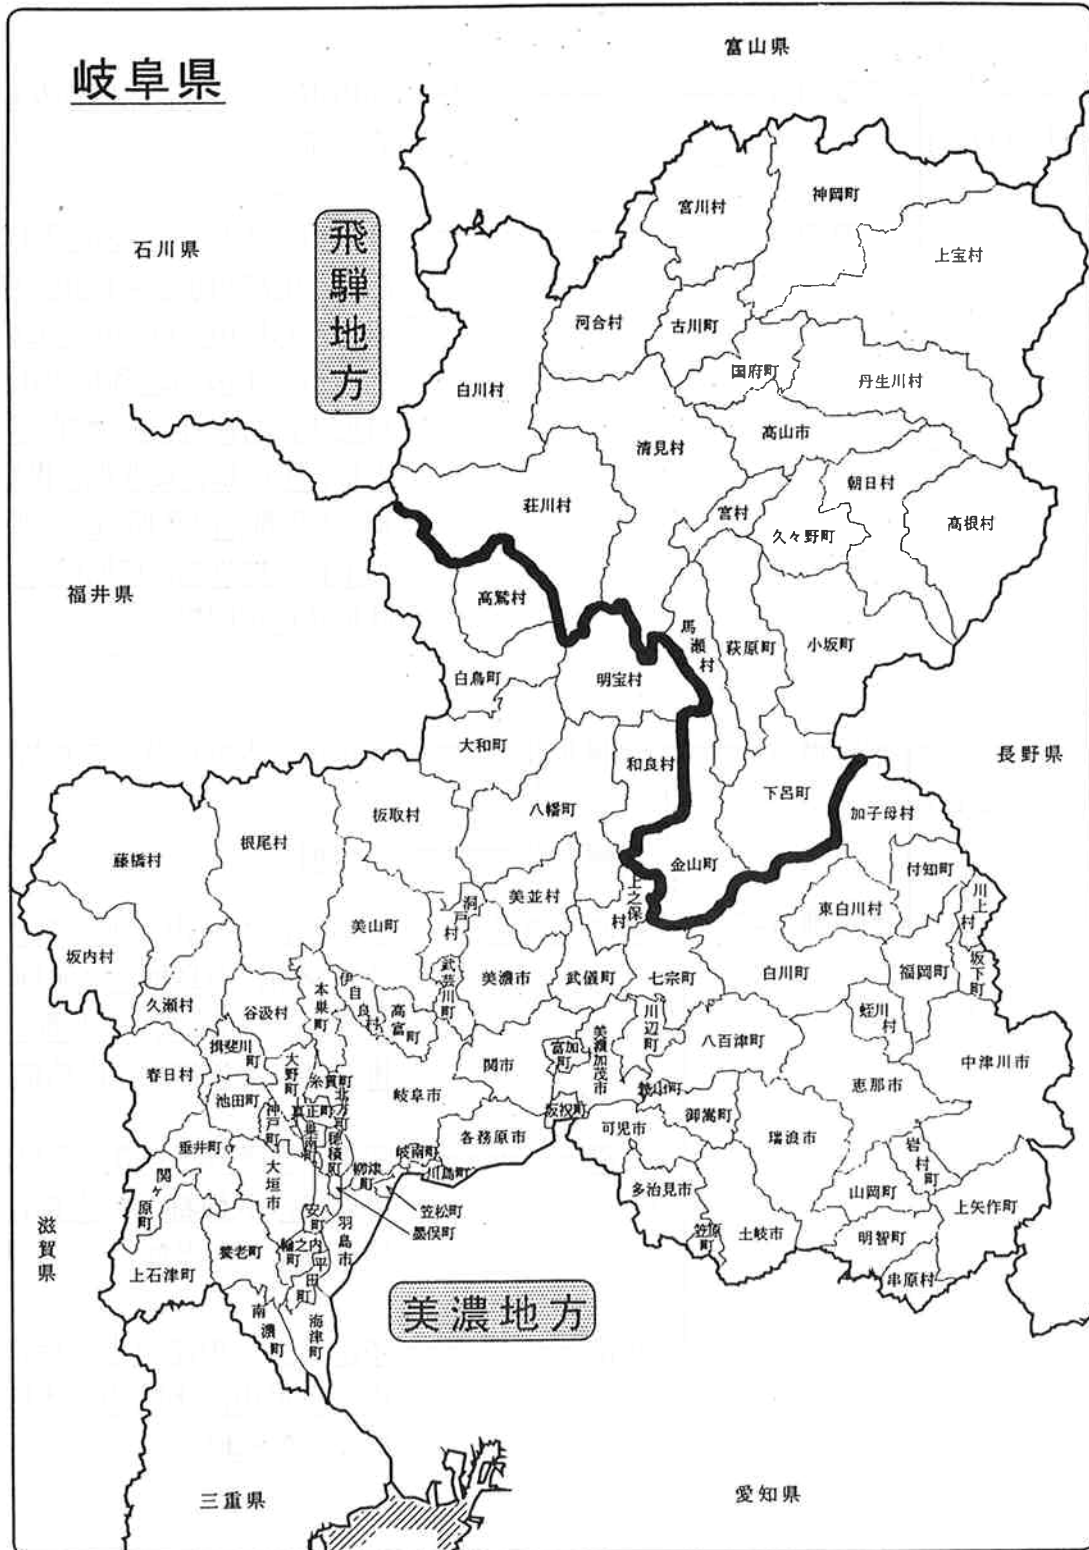 岐阜県
富山県
石川県
飛騨地方
宮川村
神岡町
上宝村
河合村
古川町
国府町
丹生川村
白川村
高山市
清見村
朝日村
荘川村
宮村
久々野町
高根村
福井県
高鷲村
馬瀬村
萩原町
小坂町
白鳥町
明宝村
大和町
和良村
長野県
下呂町
加子母村
板取村
八幡町
根尾村
藤橋村
金山町
付知町
川上村
美並村
上之保村
東白川村
洞戸村
美山町
坂内村
武芸川町
美濃市
武儀町
七宗町
白川町
福岡町
坂下町
本巣町
伊自良村
高富町
久瀬村
谷汲村
川辺町
蛭川村
揖斐川町
美濃加茂市
八百津町
中津川市
大野町
富加町
関市
春日村
糸貫町
岐阜市
恵那市
池田町
北方町
兼山町
神戸町
真正町
坂祝町
御嵩町
巣南町
穂積町
各務原市
可児市
瑞浪市
垂井町
岐南町
岩村町
関ヶ原町
大垣市
柳津町
川島町
多治見市
山岡町
上矢作町
笠松町
墨俣町
安八町
羽島市
滋賀県
笠原町
土岐市
明智町
養老町
輪之内町
上石津町
平田町
串原村
美濃地方
南濃町
海津町
三重県
愛知県